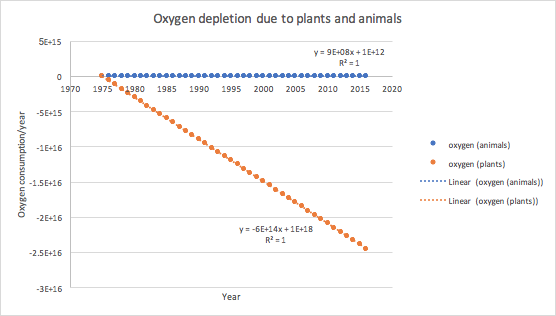 Oxygen depletion due to plants and animals
5E+15
0
-5E+15
-1E+16
-1.5E+16
-2E+16
-2.5E+16
-3E+16
Oxygen consumption/year
1970 1975 1980 1985 1990 1995 2000 2005 2010 2015 2020
Year
y = 9E+08x + 1E+12
R² = 1
y = -6E+14x + 1E+18
R² = 1
oxygen (animals)
oxygen (plants)
Linear (oxygen (animals))
Linear (oxygen (plants))